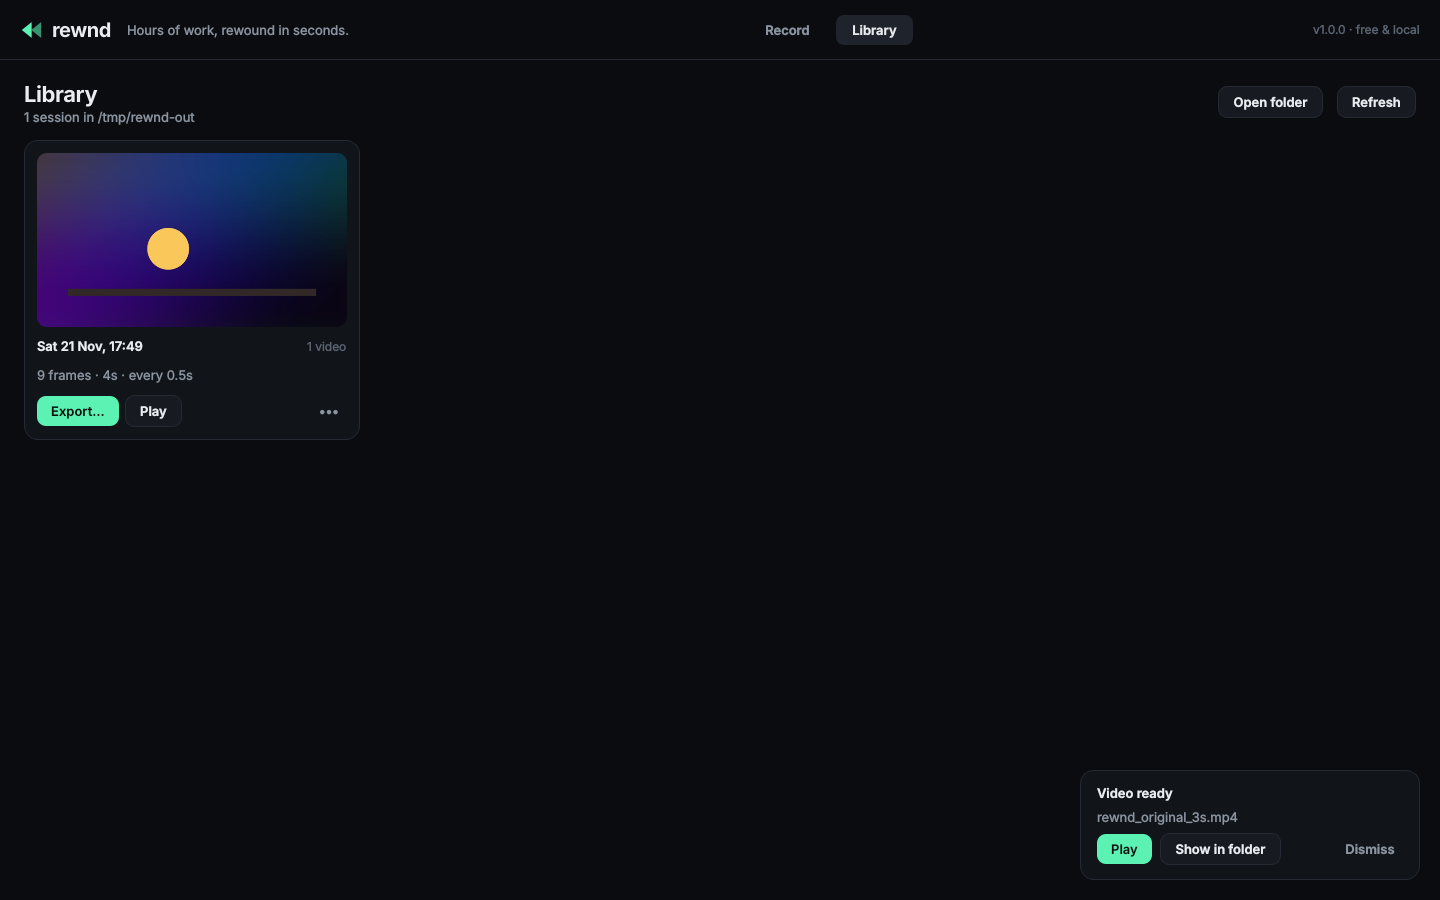 rewnd Hours of work, rewound in seconds. Record Library v1.0.0 · free & local
Library
1 session in /tmp/rewnd-out
Open folder Refresh
Sat 21 Nov, 17:49 1 video
9 frames · 4s · every 0.5s
Export... Play •••
Video ready
rewnd_original_3s.mp4
Play Show in folder Dismiss